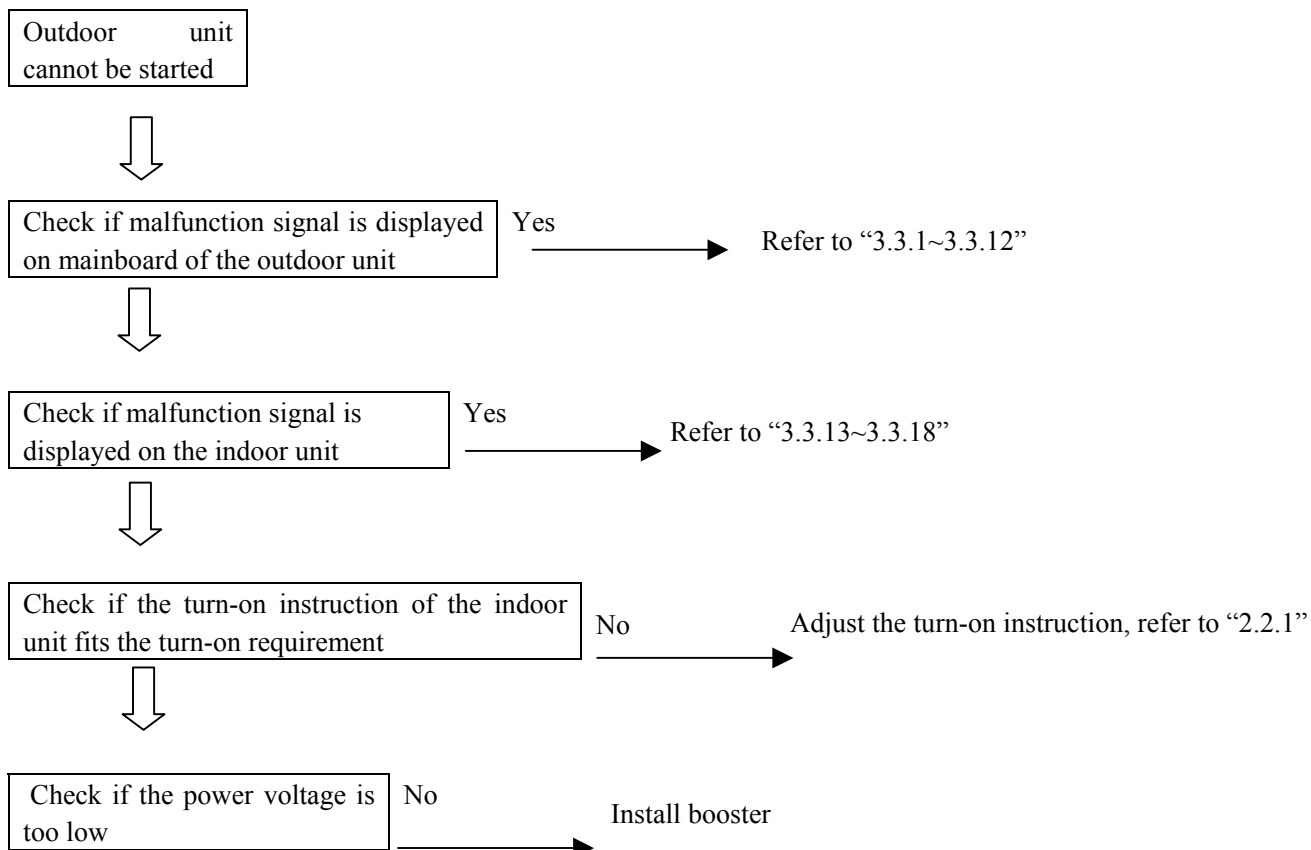 Outdoor unit
cannot be started
Check if malfunction signal is displayed
on mainboard of the outdoor unit
Yes
Refer to “3.3.1~3.3.12”
Check if malfunction signal is
displayed on the indoor unit
Yes
Refer to “3.3.13~3.3.18”
Check if the turn-on instruction of the indoor
unit fits the turn-on requirement
No
Adjust the turn-on instruction, refer to “2.2.1”
Check if the power voltage is
too low
No
Install booster